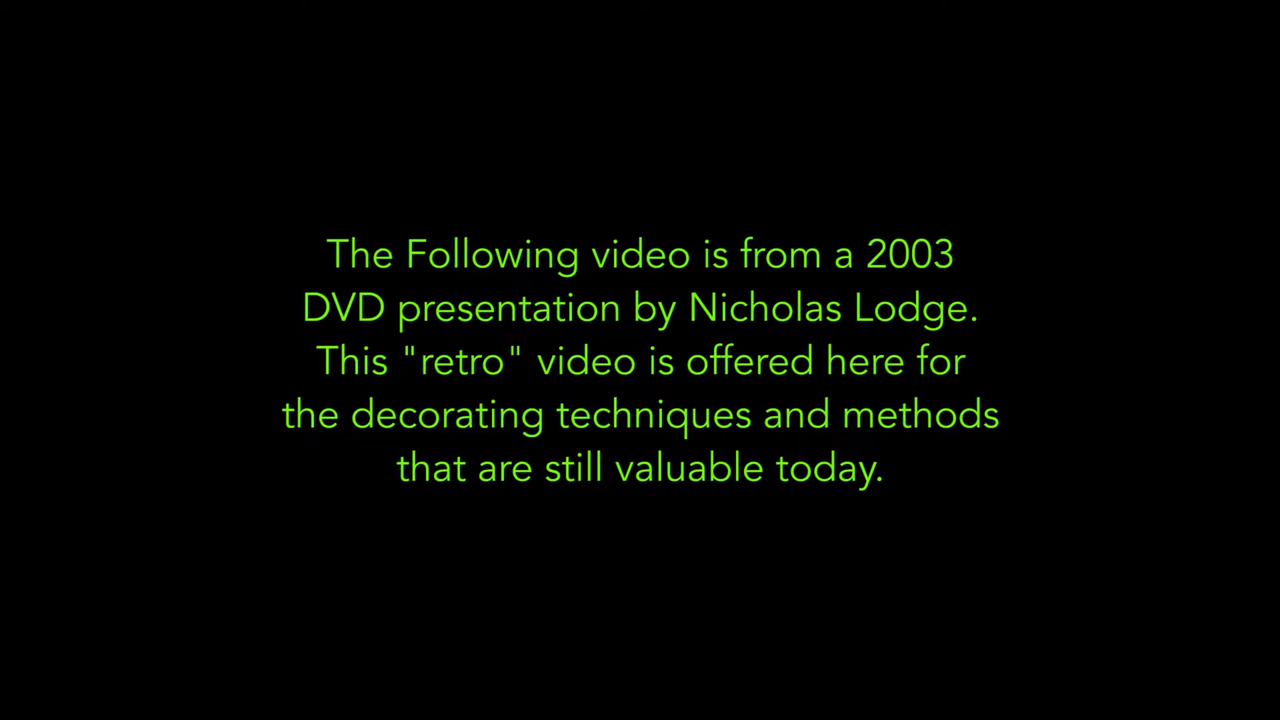 The Following video is from a 2003
DVD presentation by Nicholas Lodge.
This "retro" video is offered here for
the decorating techniques and methods
that are still valuable today.